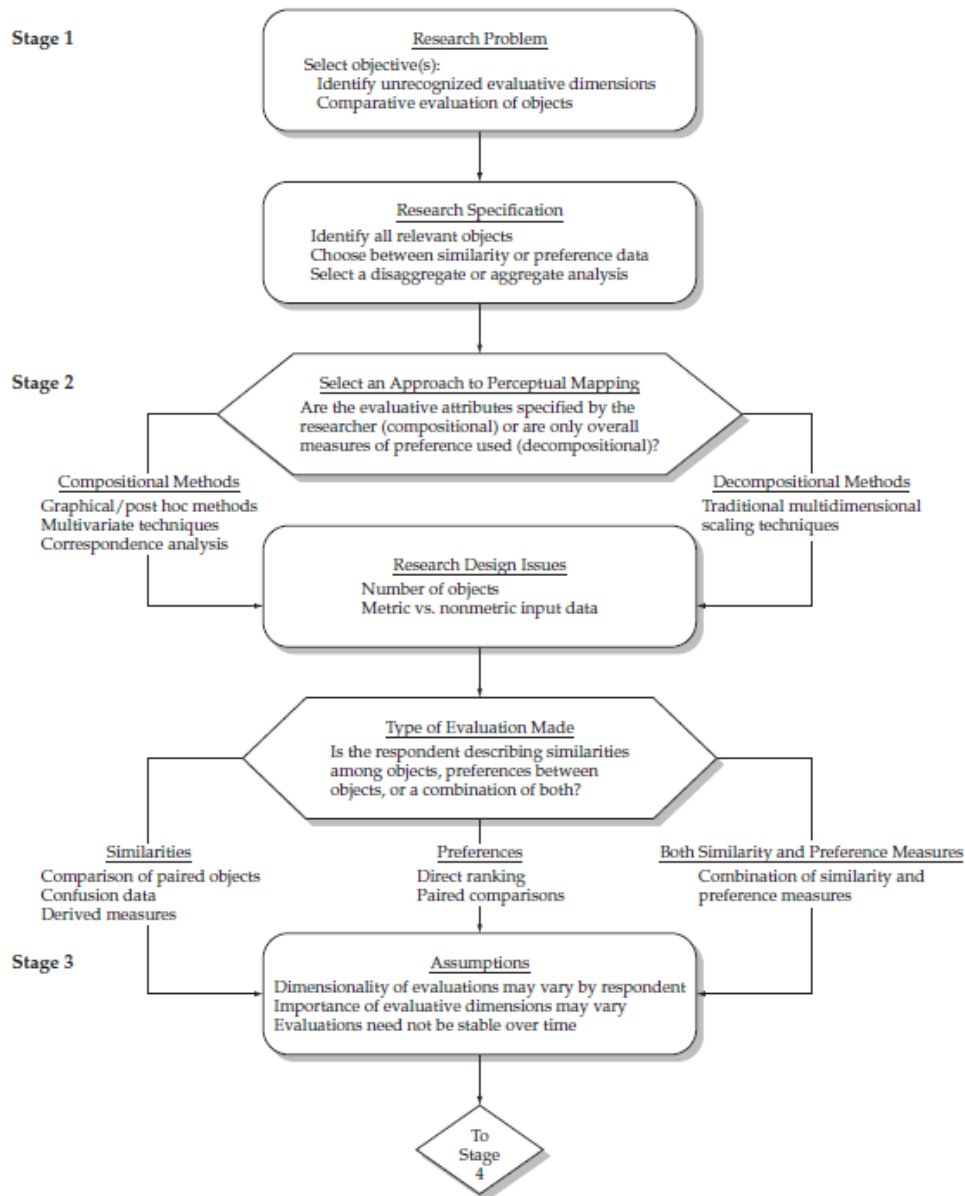 Stage 1
Research Problem
Select objective(s):
Identify unrecognized evaluative dimensions
Comparative evaluation of objects
Research Specification
Identify all relevant objects
Choose between similarity or preference data
Select a disaggregate or aggregate analysis
Stage 2
Select an Approach to Perceptual Mapping
Are the evaluative attributes specified by the
researcher (compositional) or are only overall
measures of preference used (decompositional)?
Compositional Methods
Graphical/post hoc methods
Multivariate techniques
Correspondence analysis
Decompositional Methods
Traditional multidimensional
scaling techniques
Research Design Issues
Number of objects
Metric vs. nonmetric input data
Type of Evaluation Made
Is the respondent describing similarities
among objects, preferences between
objects, or a combination of both?
Similarities
Comparison of paired objects
Confusion data
Derived measures
Preferences
Direct ranking
Paired comparisons
Both Similarity and Preference Measures
Combination of similarity and
preference measures
Stage 3
Assumptions
Dimensionality of evaluations may vary by respondent
Importance of evaluative dimensions may vary
Evaluations need not be stable over time
To
Stage
4